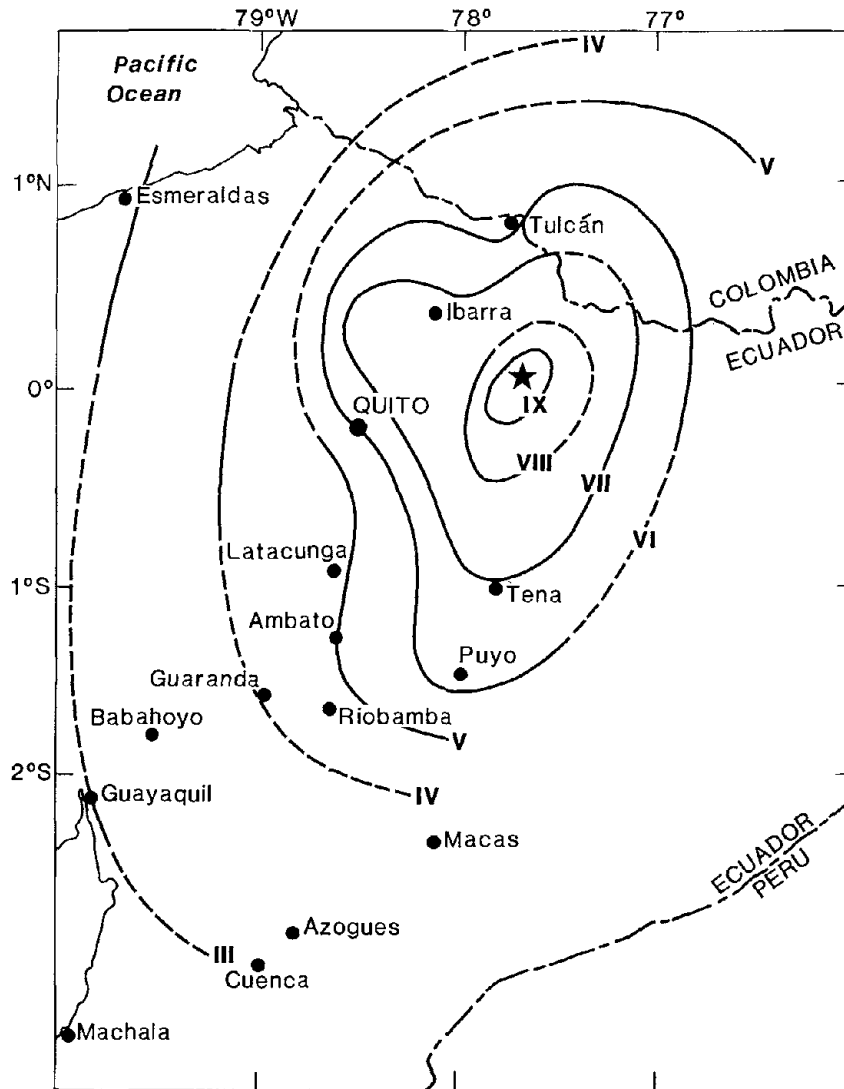 79°W
78°
77°
IV
Pacific
Ocean
V
1°N
Esmeraldas
Tulcán
COLOMBIA
ECUADOR
Ibarra
0°
QUITO
IX
VIII
VII
VI
Latacunga
1°S
Tena
Ambato
Puyo
Guaranda
Babahoyo
Riobamba
V
2°S
Guayaquil
IV
Macas
ECUADOR
PERU
Azogues
III
Cuenca
Machala